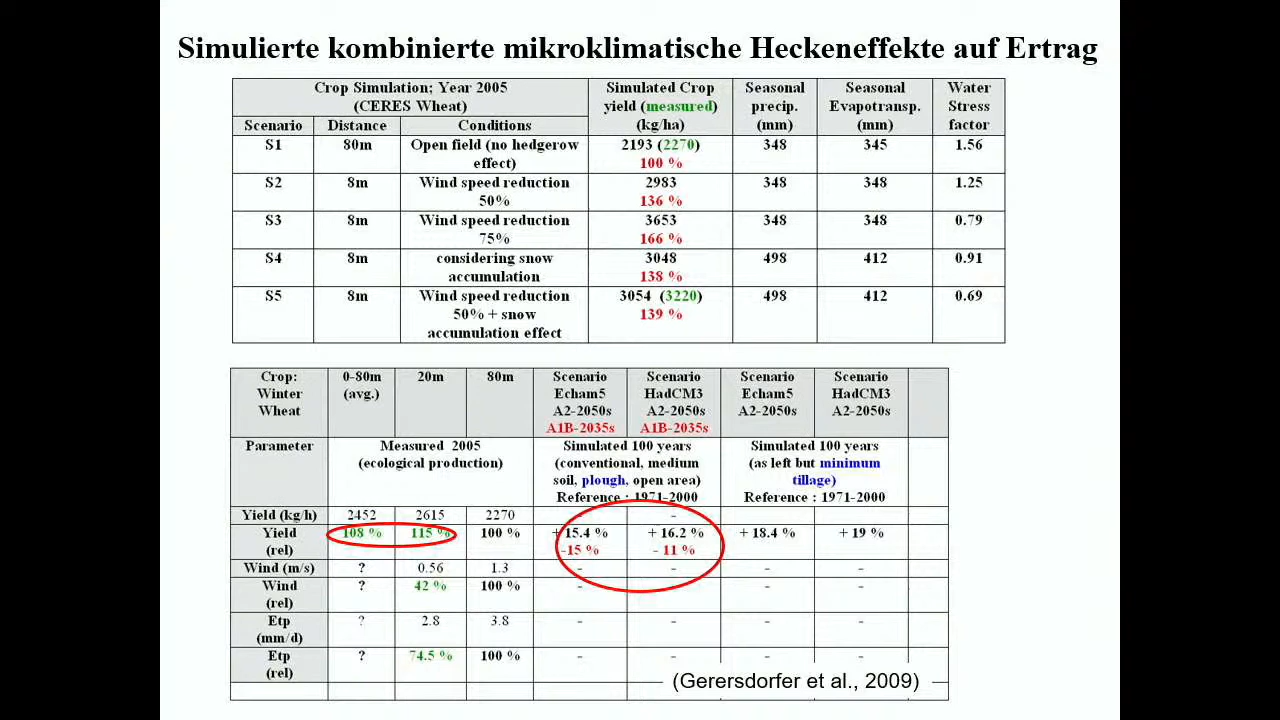 Simulierte kombinierte mikroklimatische Heckeneffekte auf Ertrag
Crop Simulation; Year 2005 (CERES Wheat) Simulated Crop yield (measured) (kg/ha) Seasonal precip. (mm) Seasonal Evapotransp. (mm) Water Stress factor
Scenario Distance Conditions
S1 80m Open field (no hedgerow effect) 2193 (2270) 100 % 348 345 1.56
S2 8m Wind speed reduction 50% 2983 136 % 348 348 1.25
S3 8m Wind speed reduction 75% 3653 166 % 348 348 0.79
S4 8m considering snow accumulation 3048 138 % 498 412 0.91
S5 8m Wind speed reduction 50% + snow accumulation effect 3054 (3220) 139 % 498 412 0.69
Crop: Winter Wheat 0-80m (avg.) 20m 80m Scenario Echam5 A2-2050s A1B-2035s Scenario HadCM3 A2-2050s A1B-2035s Scenario Echam5 A2-2050s Scenario HadCM3 A2-2050s
Parameter Measured 2005 (ecological production) Simulated 100 years (conventional, medium soil, plough, open area) Reference : 1971-2000 Simulated 100 years (as left but minimum tillage) Reference : 1971-2000
Yield (kg/h) 2452 2615 2270 -
Yield (rel) 108 % 115 % 100 % + 15.4 % -15 % + 16.2 % - 11 % + 18.4 % + 19 %
Wind (m/s) ? 0.56 1.3 - - - -
Wind (rel) ? 42 % 100 % - - - -
Etp (mm/d) ? 2.8 3.8 - - - -
Etp (rel) ? 74.5 % 100 % - - - -
(Gerersdorfer et al., 2009)